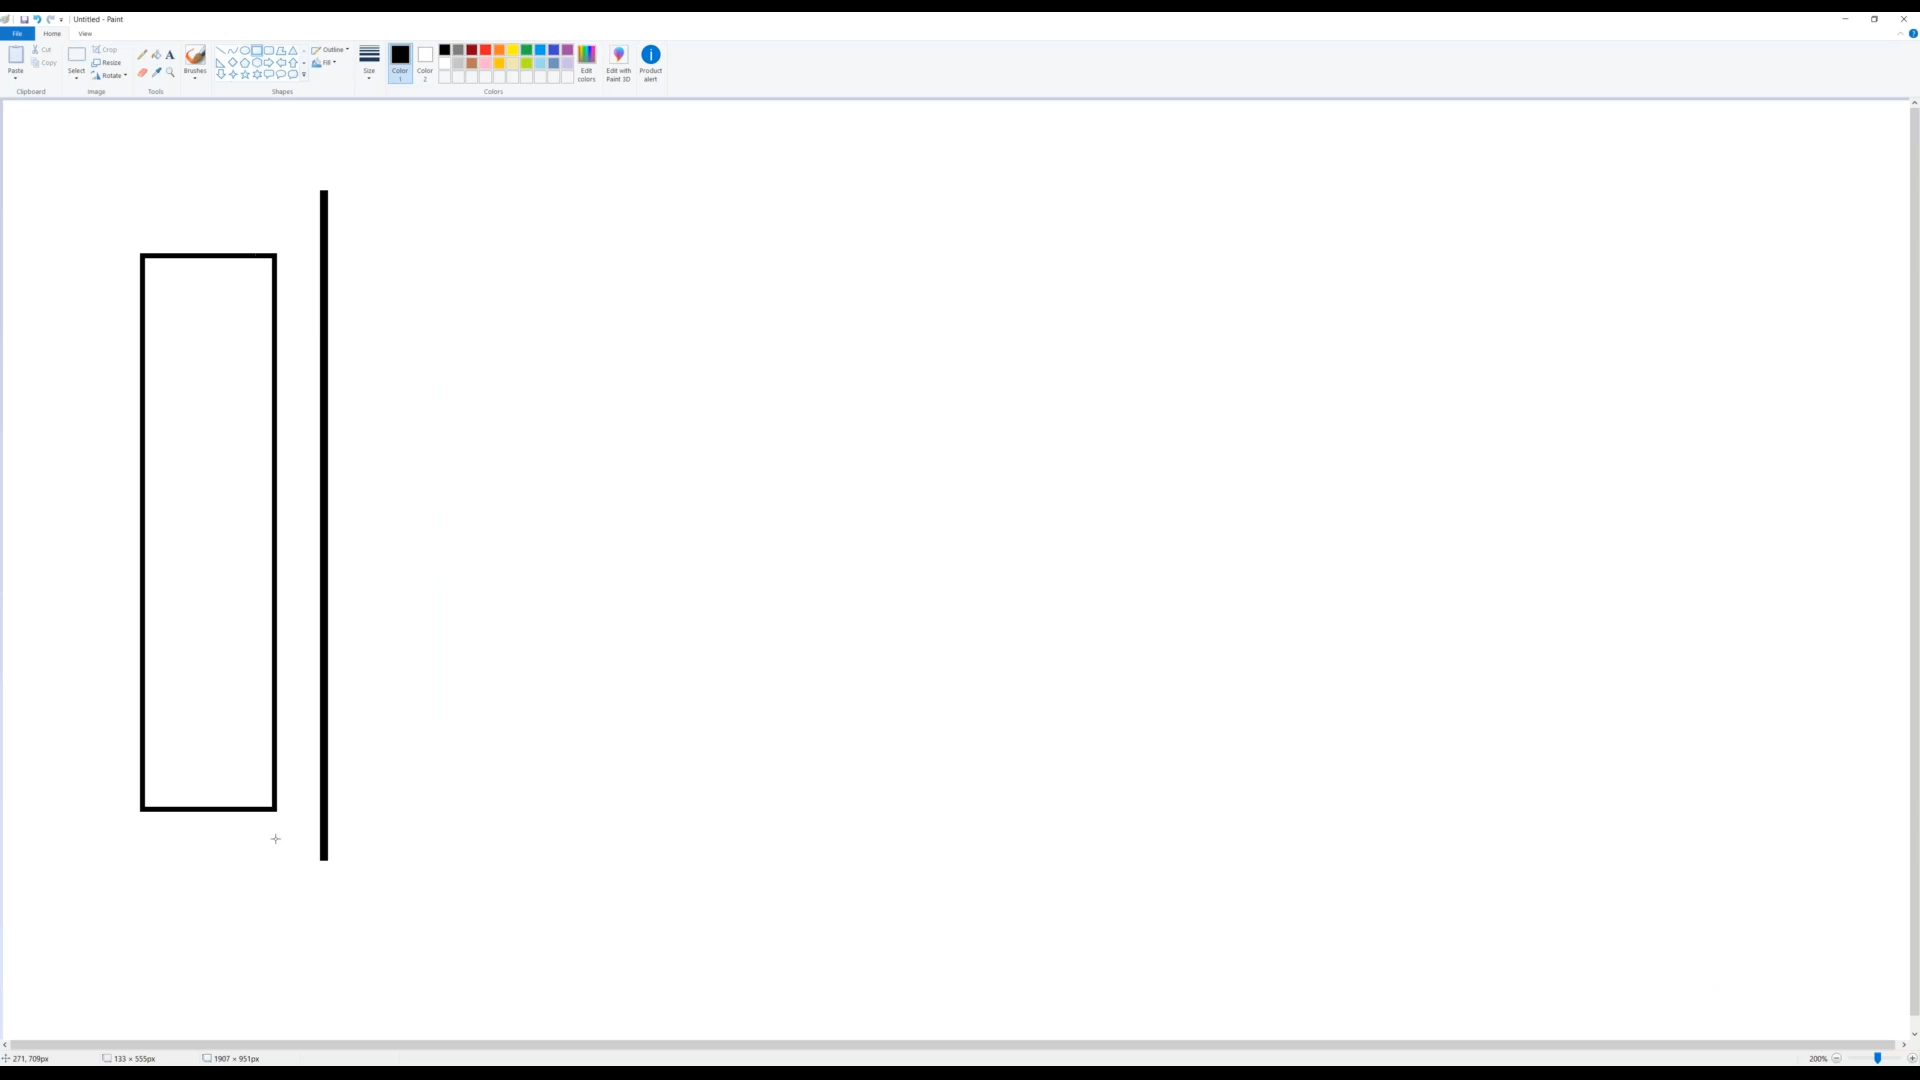 Untitled - Paint
File Home View
Paste
Cut
Copy
Clipboard
Select
Crop
Resize
Rotate
Image
A
Tools
Brushes
Outline
Fill
Shapes
Size
Color
1
Color
2
Edit
colors
Colors
Edit with
Paint 3D
Product
alert
271, 709px 133 × 555px 1907 × 951px 200%